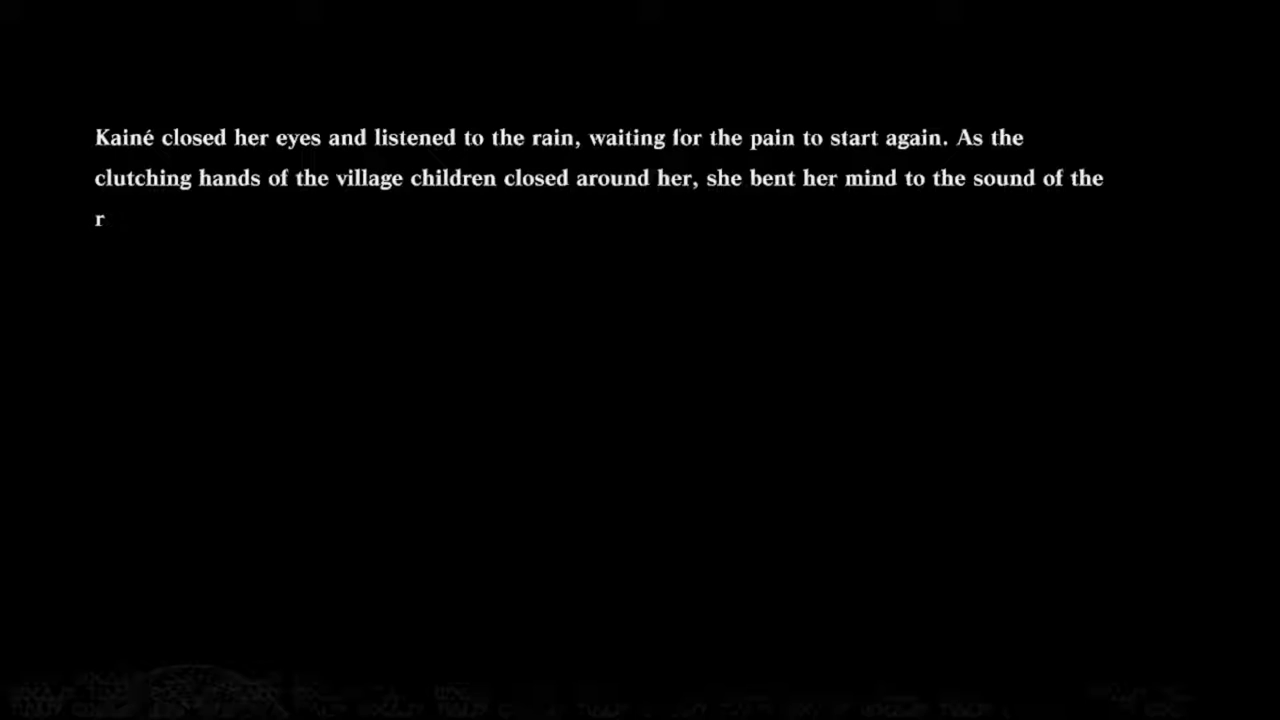 Kainé closed her eyes and listened to the rain, waiting for the pain to start again. As the
clutching hands of the village children closed around her, she bent her mind to the sound of the
r